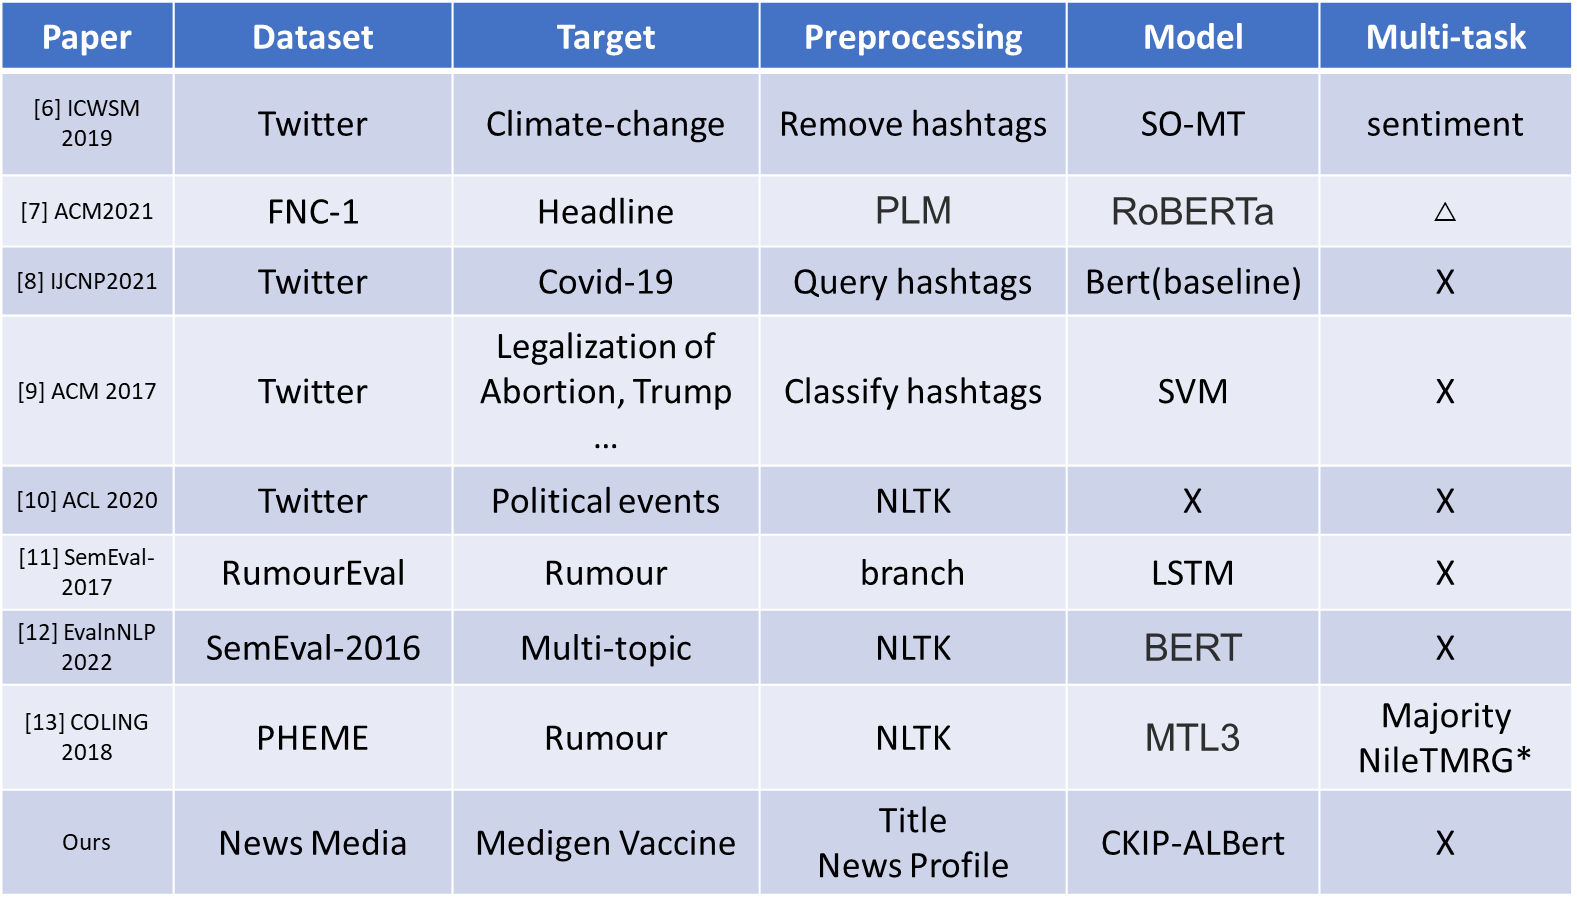 Paper Dataset Target Preprocessing Model Multi-task
[6] ICWSM
2019
Twitter Climate-change Remove hashtags SO-MT sentiment
[7] ACM2021 FNC-1 Headline PLM RoBERTa △
[8] IJCNP2021 Twitter Covid-19 Query hashtags Bert(baseline) X
[9] ACM 2017 Twitter
Legalization of
Abortion, Trump
...
Classify hashtags SVM X
[10] ACL 2020 Twitter Political events NLTK X X
[11] SemEval-
2017
RumourEval Rumour branch LSTM X
[12] EvalnNLP
2022
SemEval-2016 Multi-topic NLTK BERT X
[13] COLING
2018
PHEME Rumour NLTK MTL3
Majority
NileTMRG*
Ours News Media Medigen Vaccine
Title
News Profile
CKIP-ALBert X